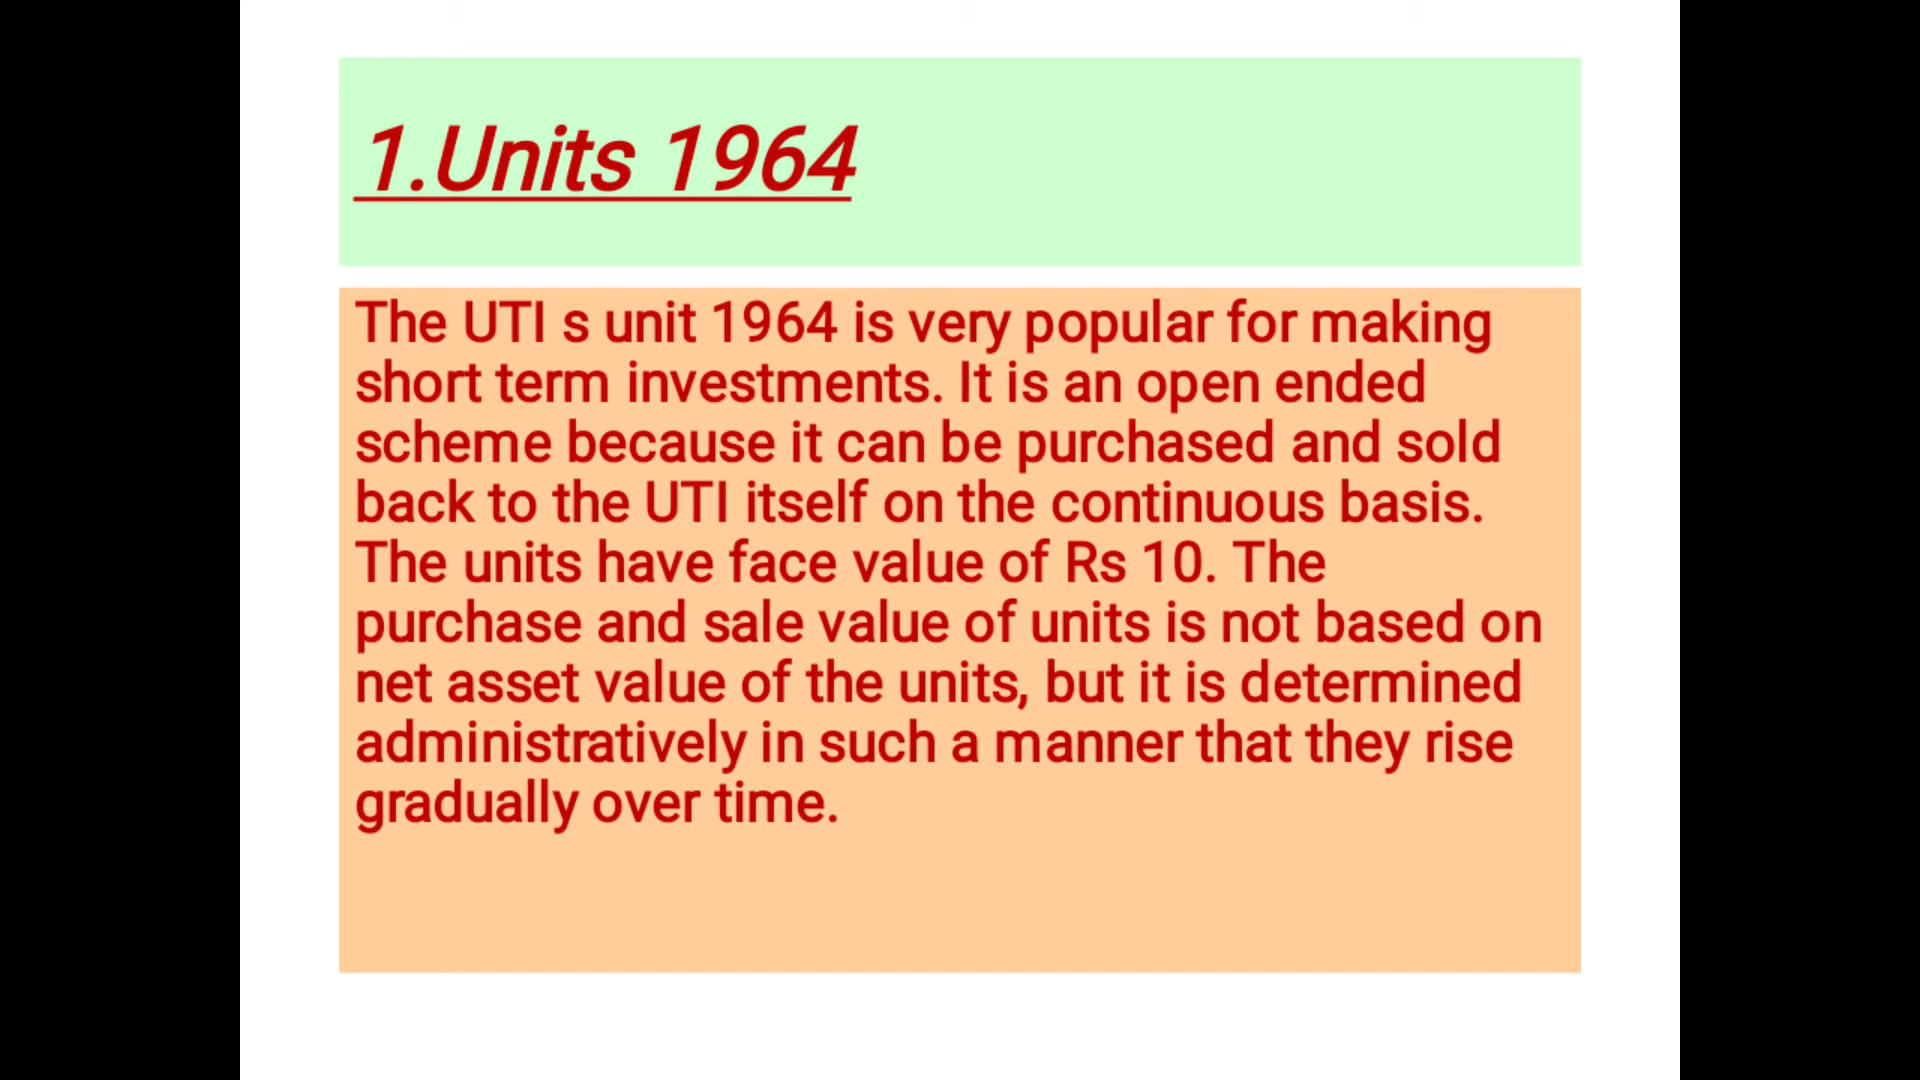 1.Units 1964
The UTI s unit 1964 is very popular for making
short term investments. It is an open ended
scheme because it can be purchased and sold
back to the UTI itself on the continuous basis.
The units have face value of Rs 10. The
purchase and sale value of units is not based on
net asset value of the units, but it is determined
administratively in such a manner that they rise
gradually over time.